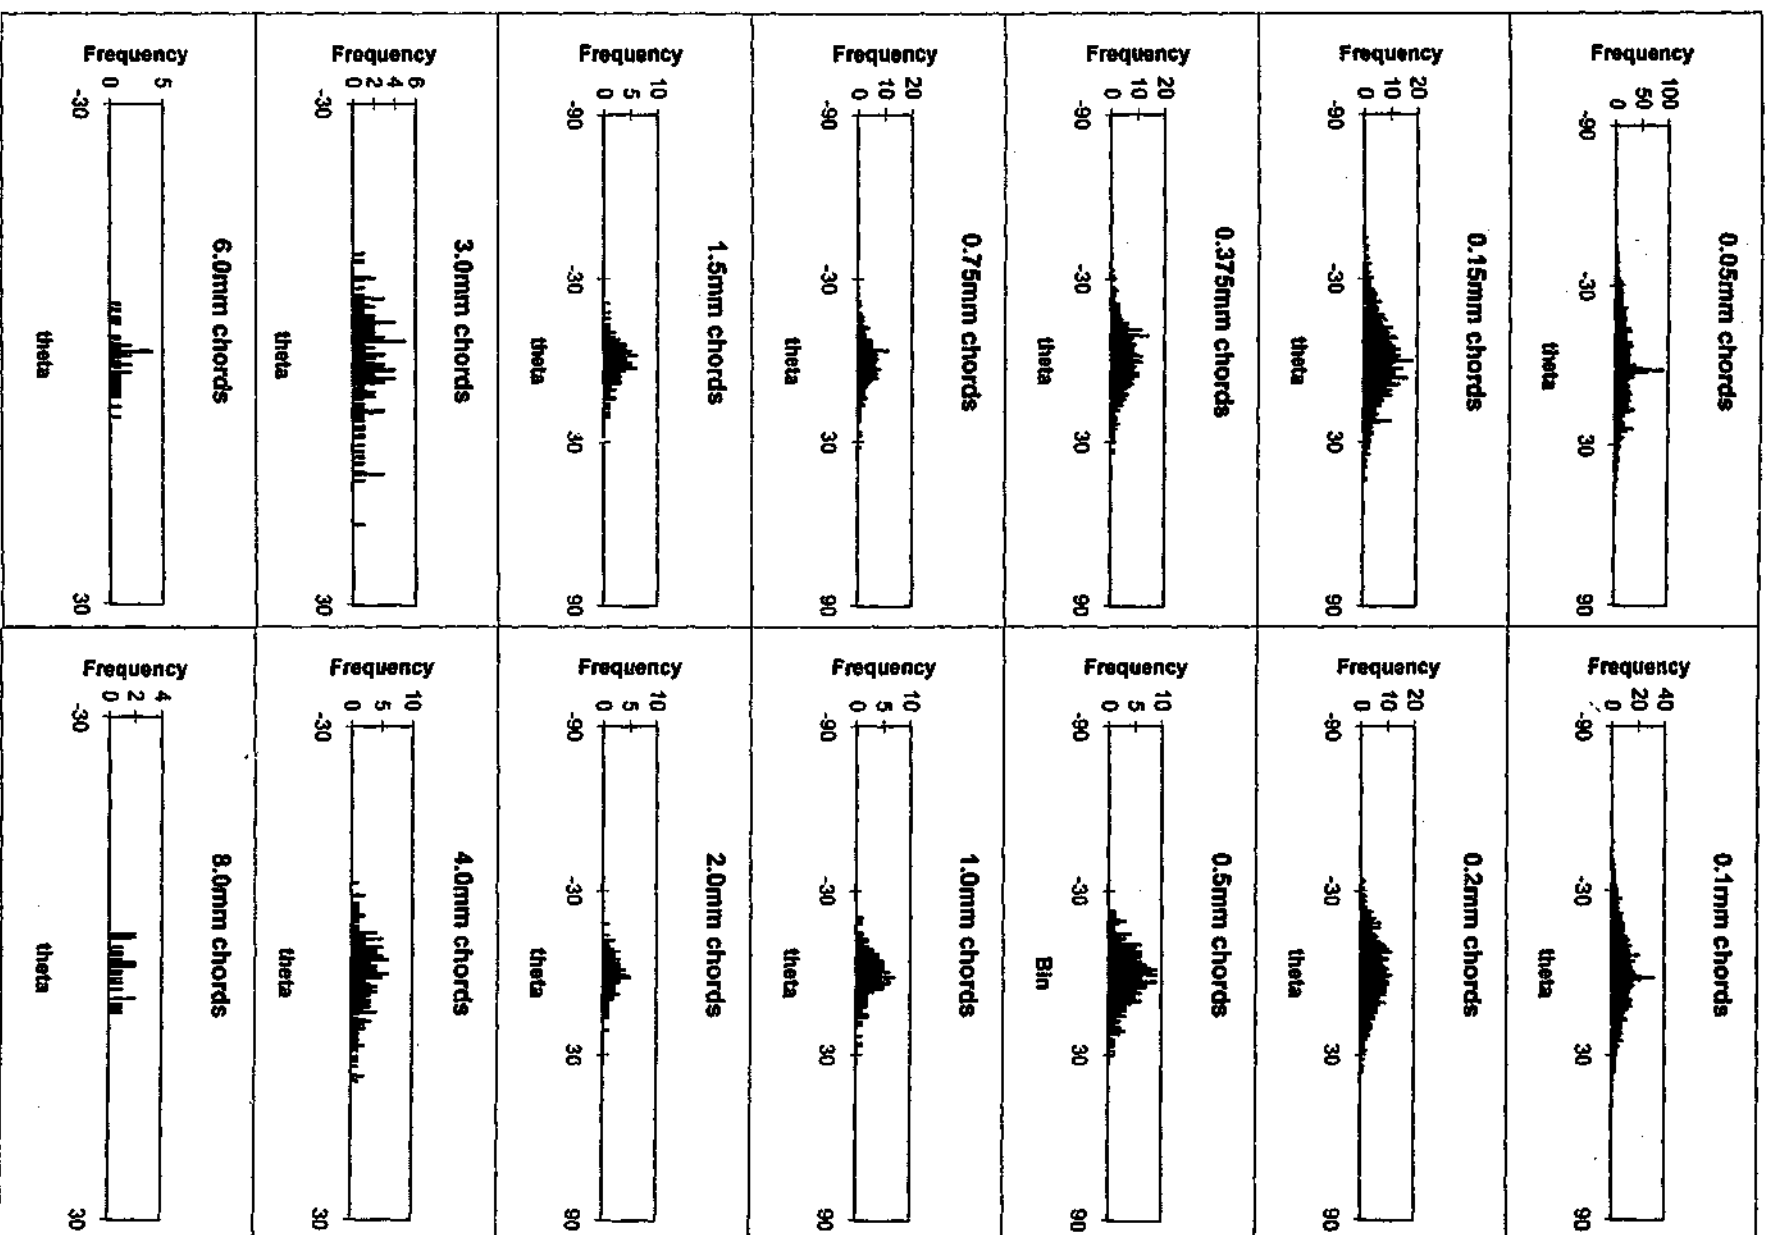 0.05mm chords
Frequency
100
50
0
-90
-30
30
90
theta
0.1mm chords
Frequency
40
20
0
-90
-30
30
90
theta
0.15mm chords
Frequency
20
10
0
-90
-30
30
90
theta
0.2mm chords
Frequency
20
10
0
-90
-30
30
90
theta
0.375mm chords
Frequency
20
10
0
-90
-30
30
90
theta
0.5mm chords
Frequency
10
5
0
-90
-30
30
90
Bin
0.75mm chords
Frequency
20
10
0
-90
-30
30
90
theta
1.0mm chords
Frequency
10
5
0
-90
-30
30
90
theta
1.5mm chords
Frequency
10
5
0
-90
-30
30
90
theta
2.0mm chords
Frequency
10
5
0
-90
-30
30
90
theta
3.0mm chords
Frequency
6
4
2
0
-30
30
theta
4.0mm chords
Frequency
10
5
0
-30
30
theta
6.0mm chords
Frequency
5
0
-30
30
theta
8.0mm chords
Frequency
4
2
0
-30
30
theta